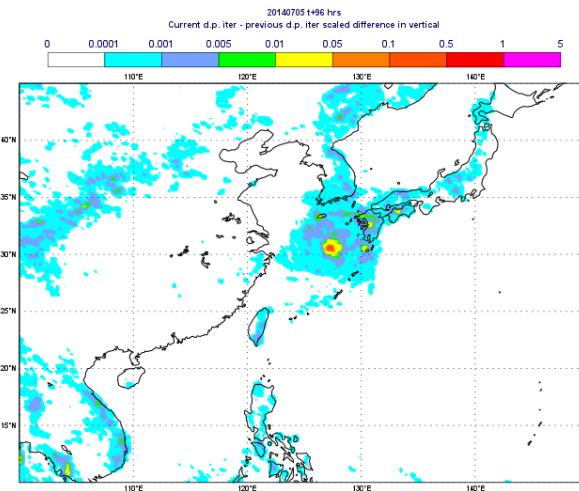 20140705 t+96 hrs
Current d.p. iter - previous d.p. iter scaled difference in vertical
0 0.0001 0.001 0.005 0.01 0.05 0.1 0.5 1 5
110°E 120°E 130°E 140°E
40°N
35°N
30°N
25°N
20°N
15°N
110°E 120°E 130°E 140°E